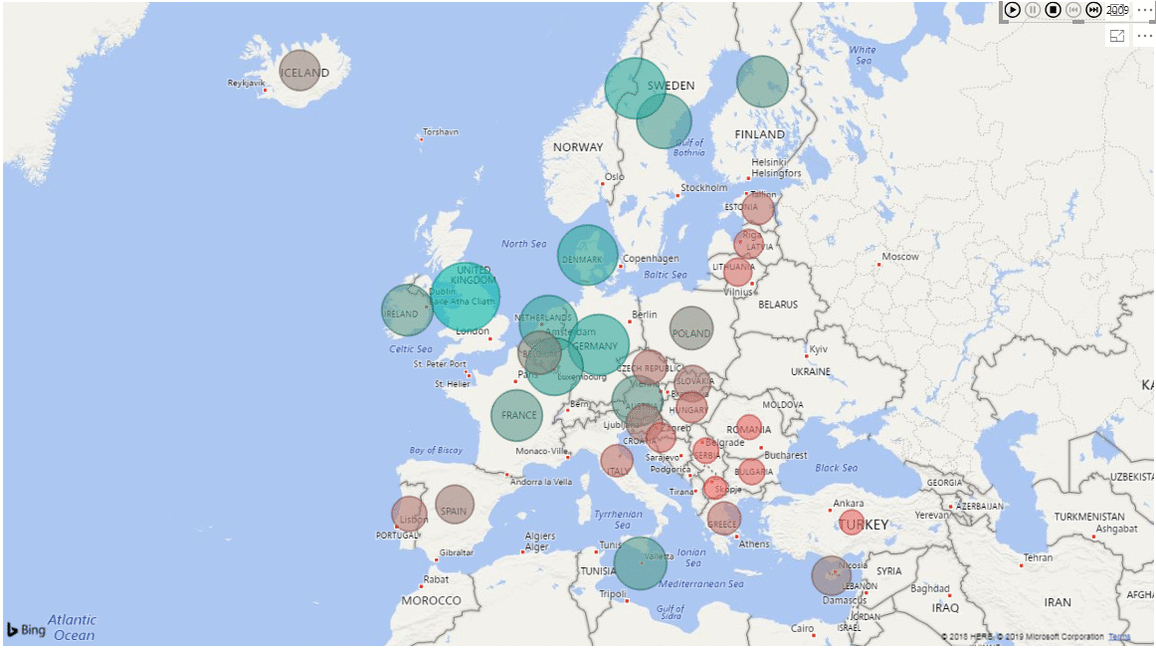 2009
...
White
Sea
...
ICELAND
Reykjavik
SWEDEN
Torshavn
FINLAND
NORWAY
Gulf of
Bothnia
Helsinki
Helsingfors
Oslo
Stockholm
Tallinn
ESTONIA
Riga
LATVIA
North Sea
Moscow
DENMARK
Copenhagen
LITHUANIA
UNITED
KINGDOM
Baltic Sea
Dublin
Baile Atha Cliath
Vilnius
BELARUS
IRELAND
NETHERLANDS
Berlin
Amsterdam
London
POLAND
GERMANY
Celtic Sea
Kyiv
St. Peter Port
CZECH REPUBLIC
UKRAINE
Paris
Luxembourg
St. Helier
Vienna
SLOVAKIA
KA
Bern
AUSTRIA
HUNGARY
MOLDOVA
FRANCE
Ljubljana
Zagreb
ROMANIA
CROATIA
Belgrade
Bay of Biscay
Monaco-Ville
Sarajevo
SERBIA
Bucharest
Podgorica
ITALY
BULGARIA
Black Sea
Andorra la Vella
GEORGIA
UZBEKISTA
Tirana
Skopje
Ankara
AZERBAIJAN
SPAIN
Yerevan
Lisbon
Tyrrhenian
Sea
GREECE
TURKEY
TURKMENISTAN
Ashgabat
PORTUGAL
Algiers
Alger
Athens
Gibraltar
Tunis
Valletta
Ionian
Sea
Tehran
Nicosia
SYRIA
TUNISIA
Rabat
Mediterranean Sea
LEBANON
Baghdad
Tripoli
Damascus
MOROCCO
IRAQ
IRAN
AFGHA
Gulf of
Sidra
JORDAN
ISRAEL
Cairo
Atlantic
Ocean
Bing
© 2018 HERE, © 2019 Microsoft Corporation Terms